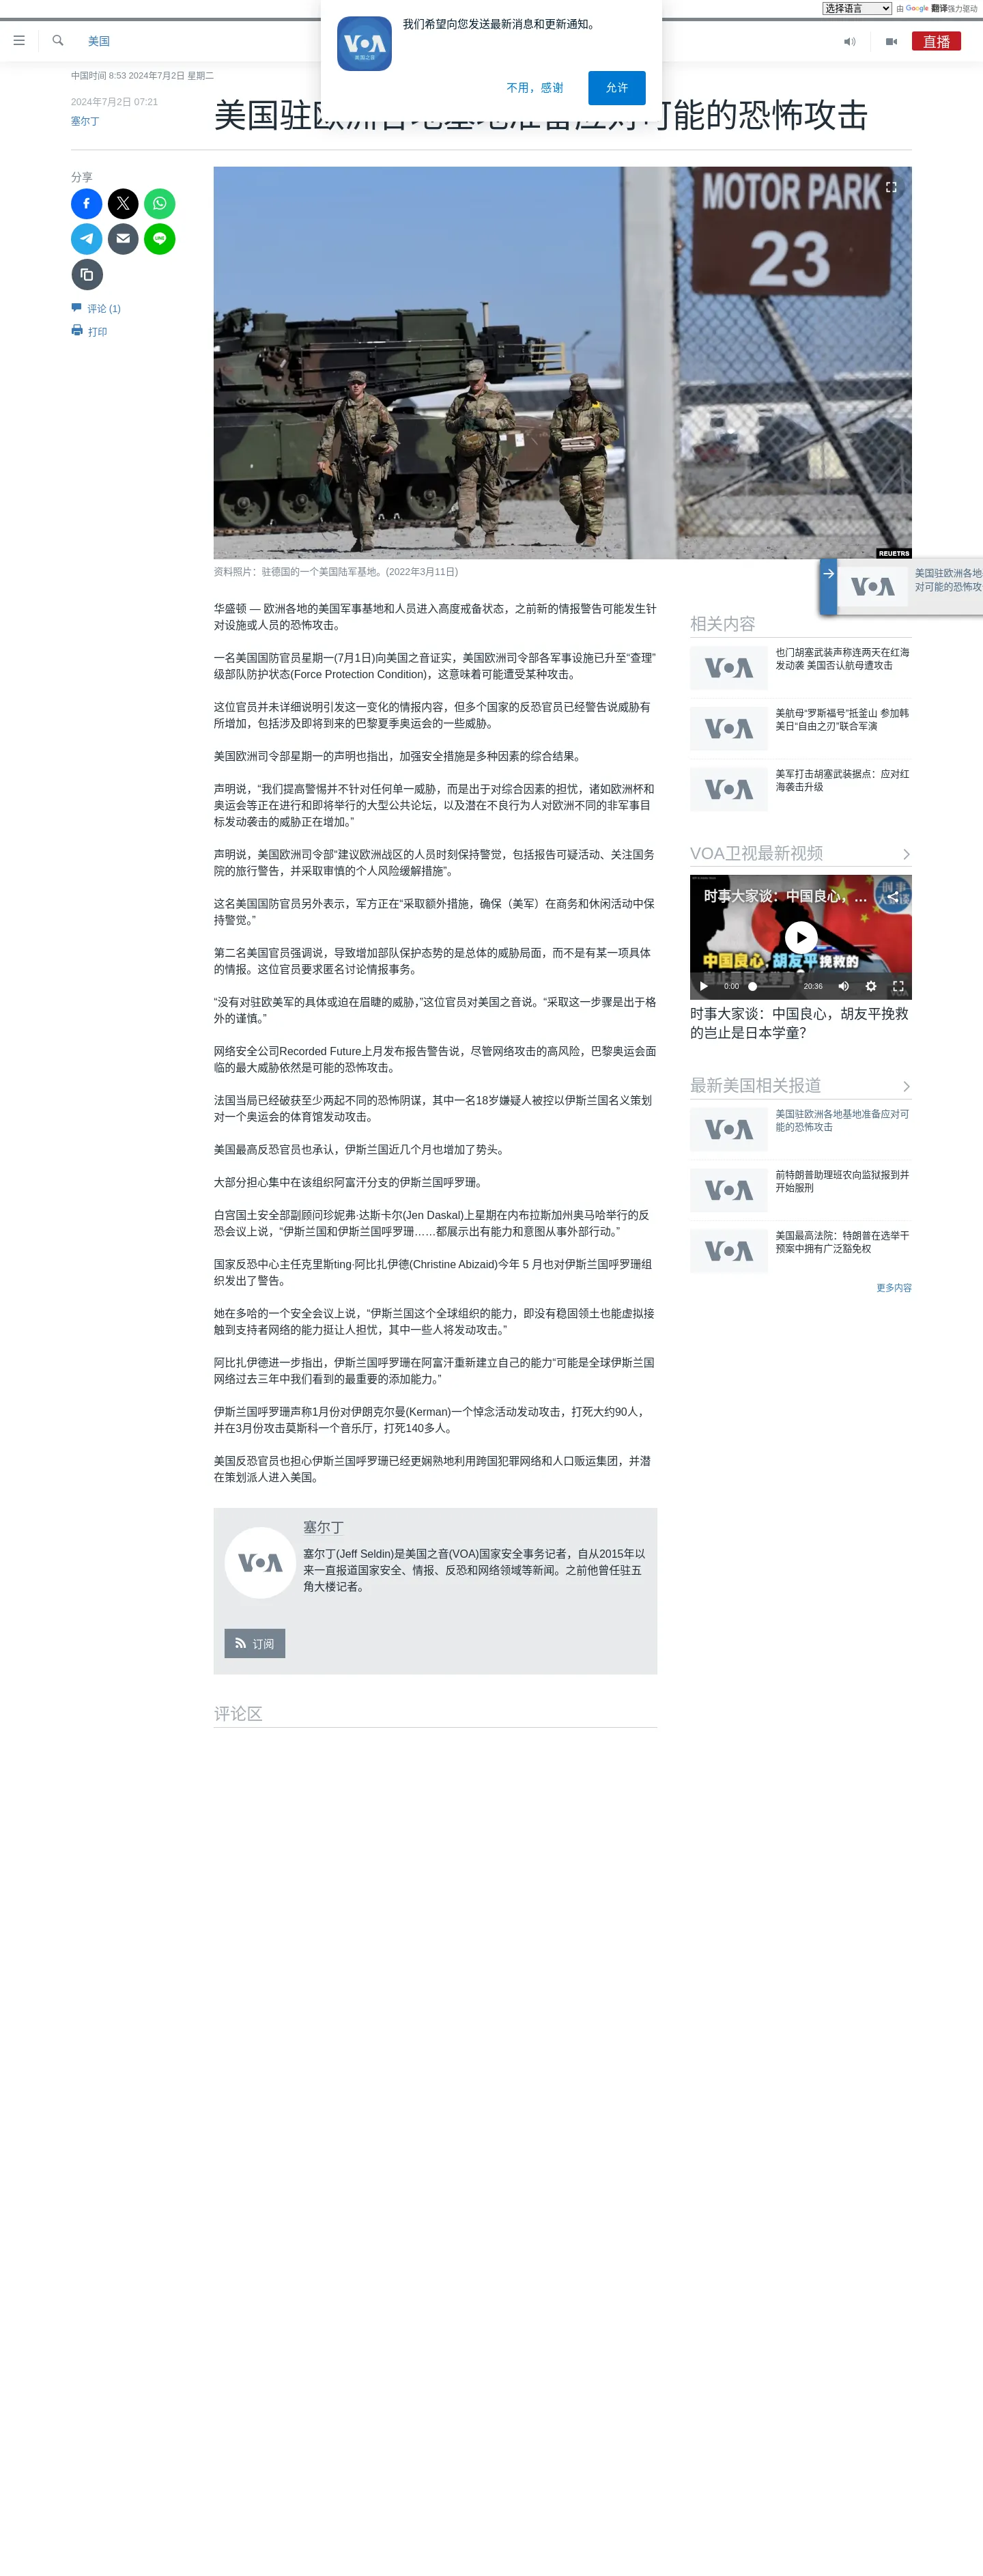 选择语言
由 Google 翻译强力驱动
我们希望向您发送最新消息和更新通知。
VOA
美国之音
不用，感谢
允许
美国
直播
中国时间 8:53 2024年7月2日 星期二
2024年7月2日 07:21
塞尔丁
美国驻欧洲各地基地准备应对可能的恐怖攻击
分享
LINE
评论 (1)
打印
MOTOR PARK
23
REUETRS
资料照片：驻德国的一个美国陆军基地。(2022年3月11日)
华盛顿 — 欧洲各地的美国军事基地和人员进入高度戒备状态，之前新的情报警告可能发生针
对设施或人员的恐怖攻击。
一名美国国防官员星期一(7月1日)向美国之音证实，美国欧洲司令部各军事设施已升至“查理”
级部队防护状态(Force Protection Condition)，这意味着可能遭受某种攻击。
这位官员并未详细说明引发这一变化的情报内容，但多个国家的反恐官员已经警告说威胁有
所增加，包括涉及即将到来的巴黎夏季奥运会的一些威胁。
美国欧洲司令部星期一的声明也指出，加强安全措施是多种因素的综合结果。
声明说，“我们提高警惕并不针对任何单一威胁，而是出于对综合因素的担忧，诸如欧洲杯和
奥运会等正在进行和即将举行的大型公共论坛，以及潜在不良行为人对欧洲不同的非军事目
标发动袭击的威胁正在增加。”
声明说，美国欧洲司令部“建议欧洲战区的人员时刻保持警觉，包括报告可疑活动、关注国务
院的旅行警告，并采取审慎的个人风险缓解措施”。
这名美国国防官员另外表示，军方正在“采取额外措施，确保（美军）在商务和休闲活动中保
持警觉。”
第二名美国官员强调说，导致增加部队保护态势的是总体的威胁局面，而不是有某一项具体
的情报。这位官员要求匿名讨论情报事务。
“没有对驻欧美军的具体或迫在眉睫的威胁，”这位官员对美国之音说。“采取这一步骤是出于格
外的谨慎。”
网络安全公司Recorded Future上月发布报告警告说，尽管网络攻击的高风险，巴黎奥运会面
临的最大威胁依然是可能的恐怖攻击。
法国当局已经破获至少两起不同的恐怖阴谋，其中一名18岁嫌疑人被控以伊斯兰国名义策划
对一个奥运会的体育馆发动攻击。
美国最高反恐官员也承认，伊斯兰国近几个月也增加了势头。
大部分担心集中在该组织阿富汗分支的伊斯兰国呼罗珊。
白宫国土安全部副顾问珍妮弗·达斯卡尔(Jen Daskal)上星期在内布拉斯加州奥马哈举行的反
恐会议上说，“伊斯兰国和伊斯兰国呼罗珊……都展示出有能力和意图从事外部行动。”
国家反恐中心主任克里斯ting·阿比扎伊德(Christine Abizaid)今年 5 月也对伊斯兰国呼罗珊组
织发出了警告。
她在多哈的一个安全会议上说，“伊斯兰国这个全球组织的能力，即没有稳固领土也能虚拟接
触到支持者网络的能力挺让人担忧，其中一些人将发动攻击。”
阿比扎伊德进一步指出，伊斯兰国呼罗珊在阿富汗重新建立自己的能力“可能是全球伊斯兰国
网络过去三年中我们看到的最重要的添加能力。”
伊斯兰国呼罗珊声称1月份对伊朗克尔曼(Kerman)一个悼念活动发动攻击，打死大约90人，
并在3月份攻击莫斯科一个音乐厅，打死140多人。
美国反恐官员也担心伊斯兰国呼罗珊已经更娴熟地利用跨国犯罪网络和人口贩运集团，并潜
在策划派人进入美国。
VOA
塞尔丁
塞尔丁(Jeff Seldin)是美国之音(VOA)国家安全事务记者，自从2015年以
来一直报道国家安全、情报、反恐和网络领域等新闻。之前他曾任驻五
角大楼记者。
订阅
评论区
VOA
美国驻欧洲各地
对可能的恐怖攻
相关内容
VOA
也门胡塞武装声称连两天在红海
发动袭 美国否认航母遭攻击
VOA
美航母“罗斯福号”抵釜山 参加韩
美日“自由之刃”联合军演
VOA
美军打击胡塞武装据点：应对红
海袭击升级
VOA卫视最新视频
时事大家谈：中国良心，...
时事
大家谈
中国良心，胡友平挽救的
岂止是日本学童？
0:00
20:36
时事大家谈：中国良心，胡友平挽救
的岂止是日本学童？
最新美国相关报道
VOA
美国驻欧洲各地基地准备应对可
能的恐怖攻击
VOA
前特朗普助理班农向监狱报到并
开始服刑
VOA
美国最高法院：特朗普在选举干
预案中拥有广泛豁免权
更多内容